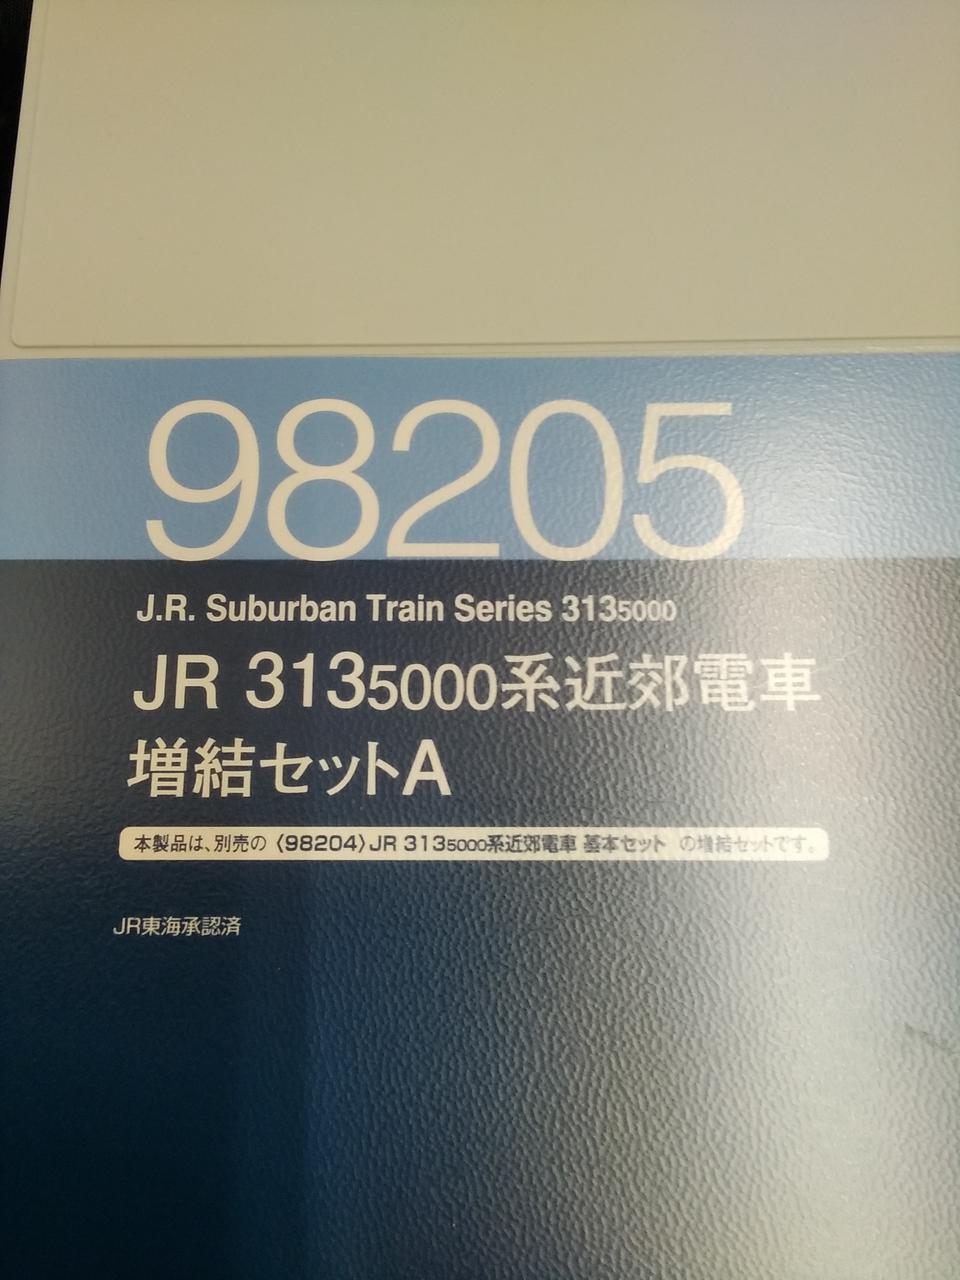 98205
J.R. Suburban Train Series 3135000
JR 3135000系近郊電車
増結セットA
本製品は、別売の〈98204〉JR 3135000系近郊電車 基本セット の増結セットです。
JR東海承認済